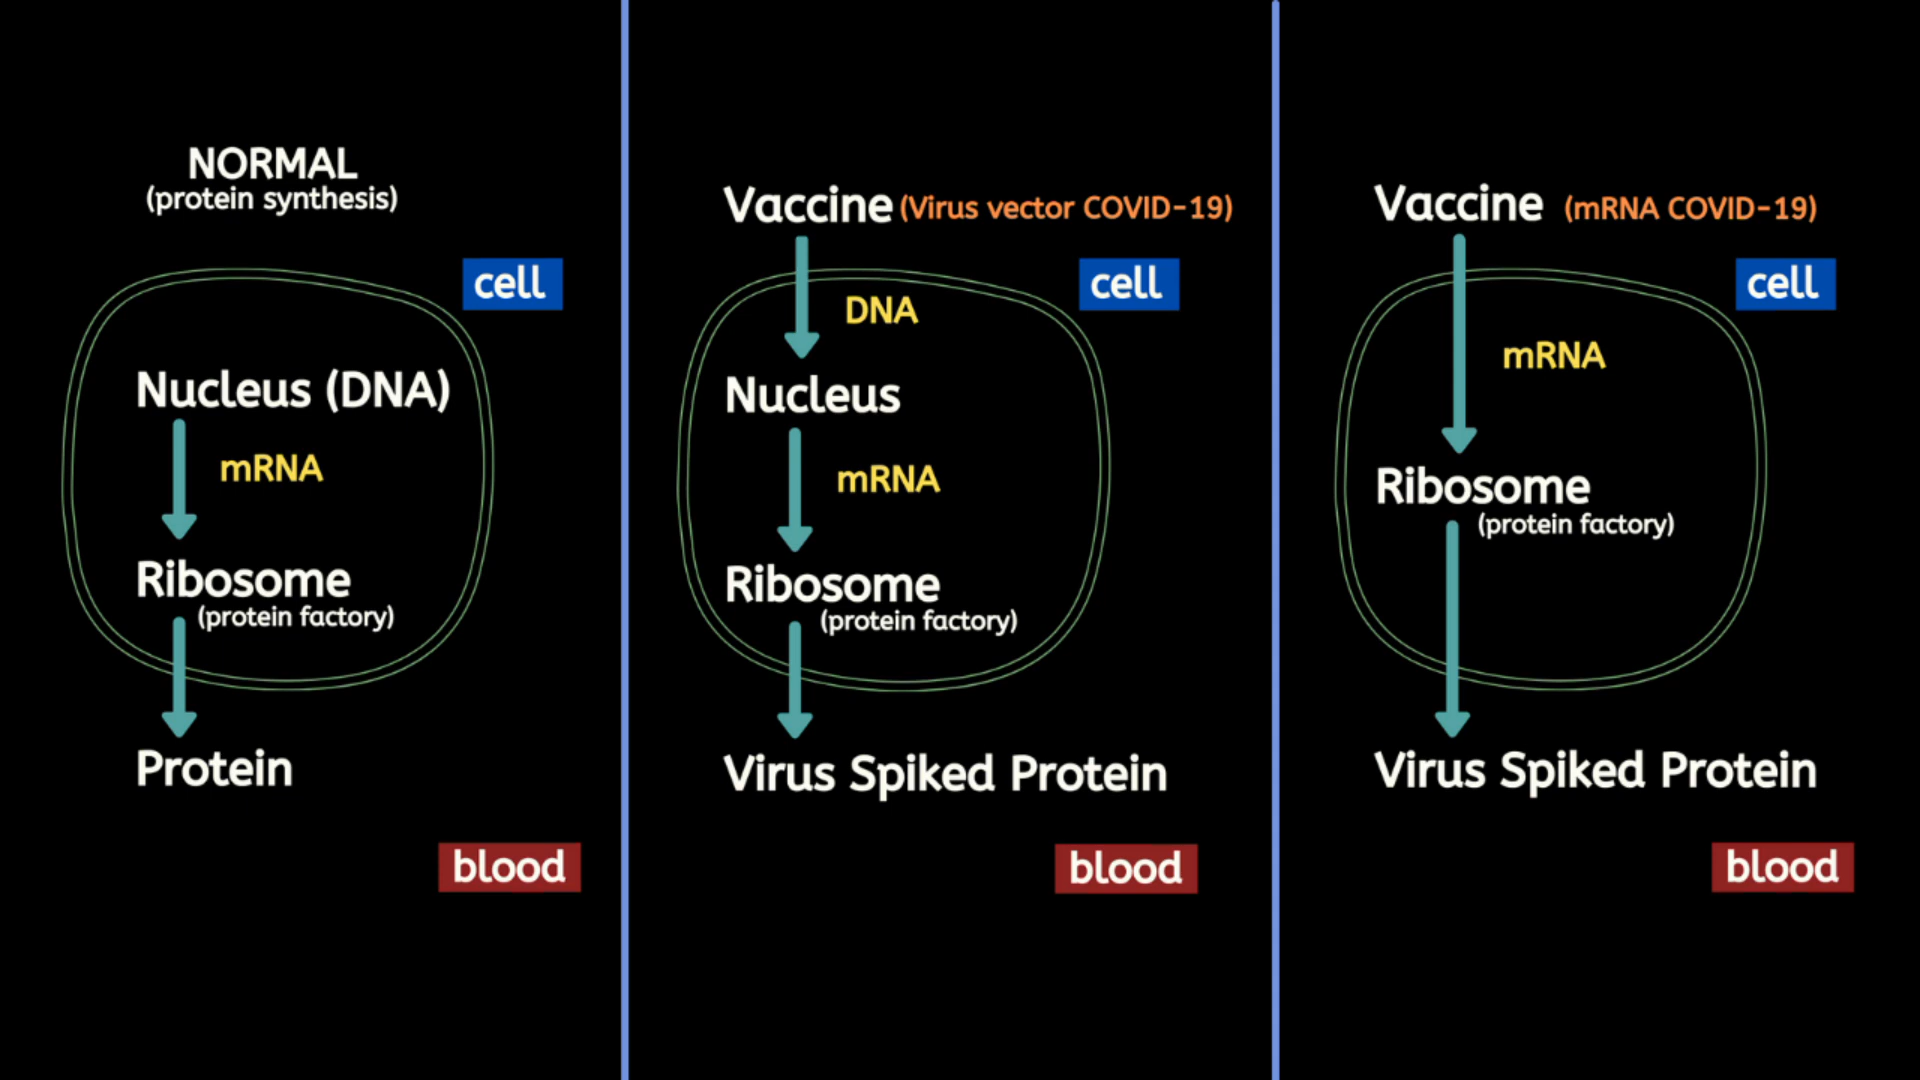 NORMAL
(protein synthesis)
cell
Nucleus (DNA)
mRNA
Ribosome
(protein factory)
Protein
blood
Vaccine (Virus vector COVID-19)
cell
DNA
Nucleus
mRNA
Ribosome
(protein factory)
Virus Spiked Protein
blood
Vaccine (mRNA COVID-19)
cell
mRNA
Ribosome
(protein factory)
Virus Spiked Protein
blood